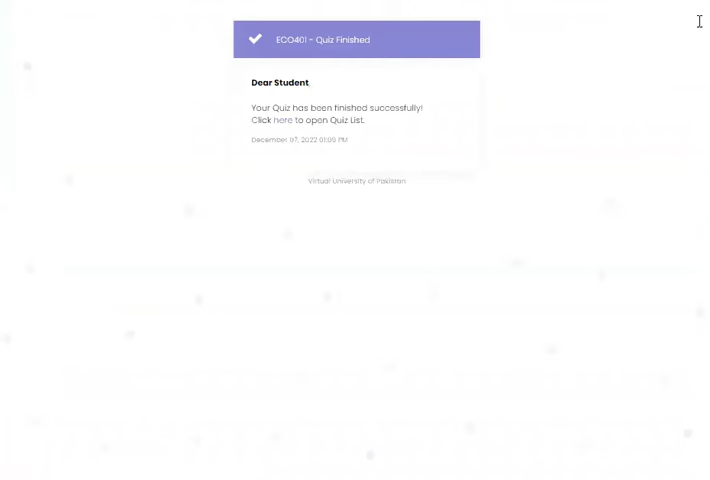 ECO401 - Quiz Finished
Dear Student
Your Quiz has been finished successfully!
Click here to open Quiz List.
December 07, 2022 01:05 PM
Virtual University of Pakistan